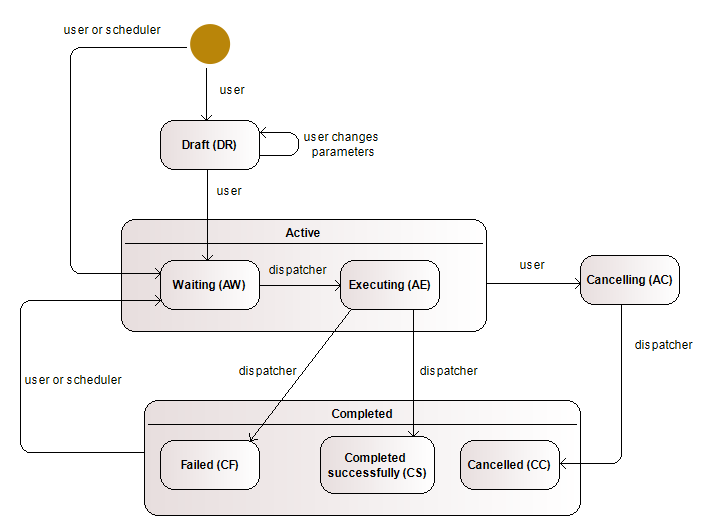 user or scheduler
user
Draft (DR)
user changes
parameters
user
Active
Waiting (AW)
dispatcher
Executing (AE)
user
Cancelling (AC)
dispatcher
dispatcher
dispatcher
user or scheduler
Completed
Failed (CF)
Completed
successfully (CS)
Cancelled (CC)